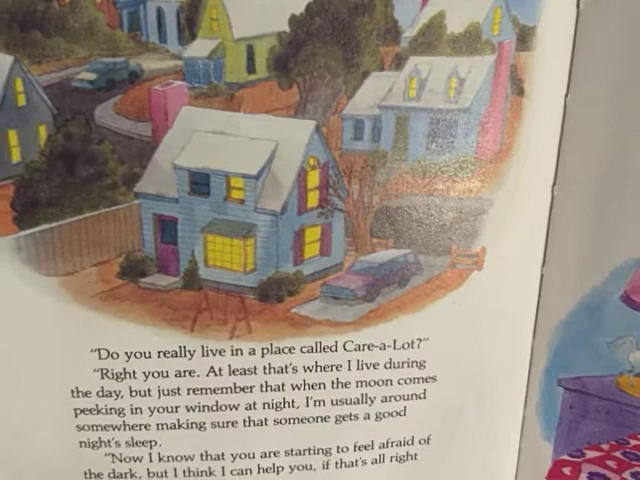 "Do you really live in a place called Care-a-Lot?"
"Right you are. At least that's where I live during
the day, but just remember that when the moon comes
peeking in your window at night, I'm usually around
somewhere making sure that someone gets a good
night's sleep.
"Now I know that you are starting to feel afraid of
the dark, but I think I can help you, if that's all right